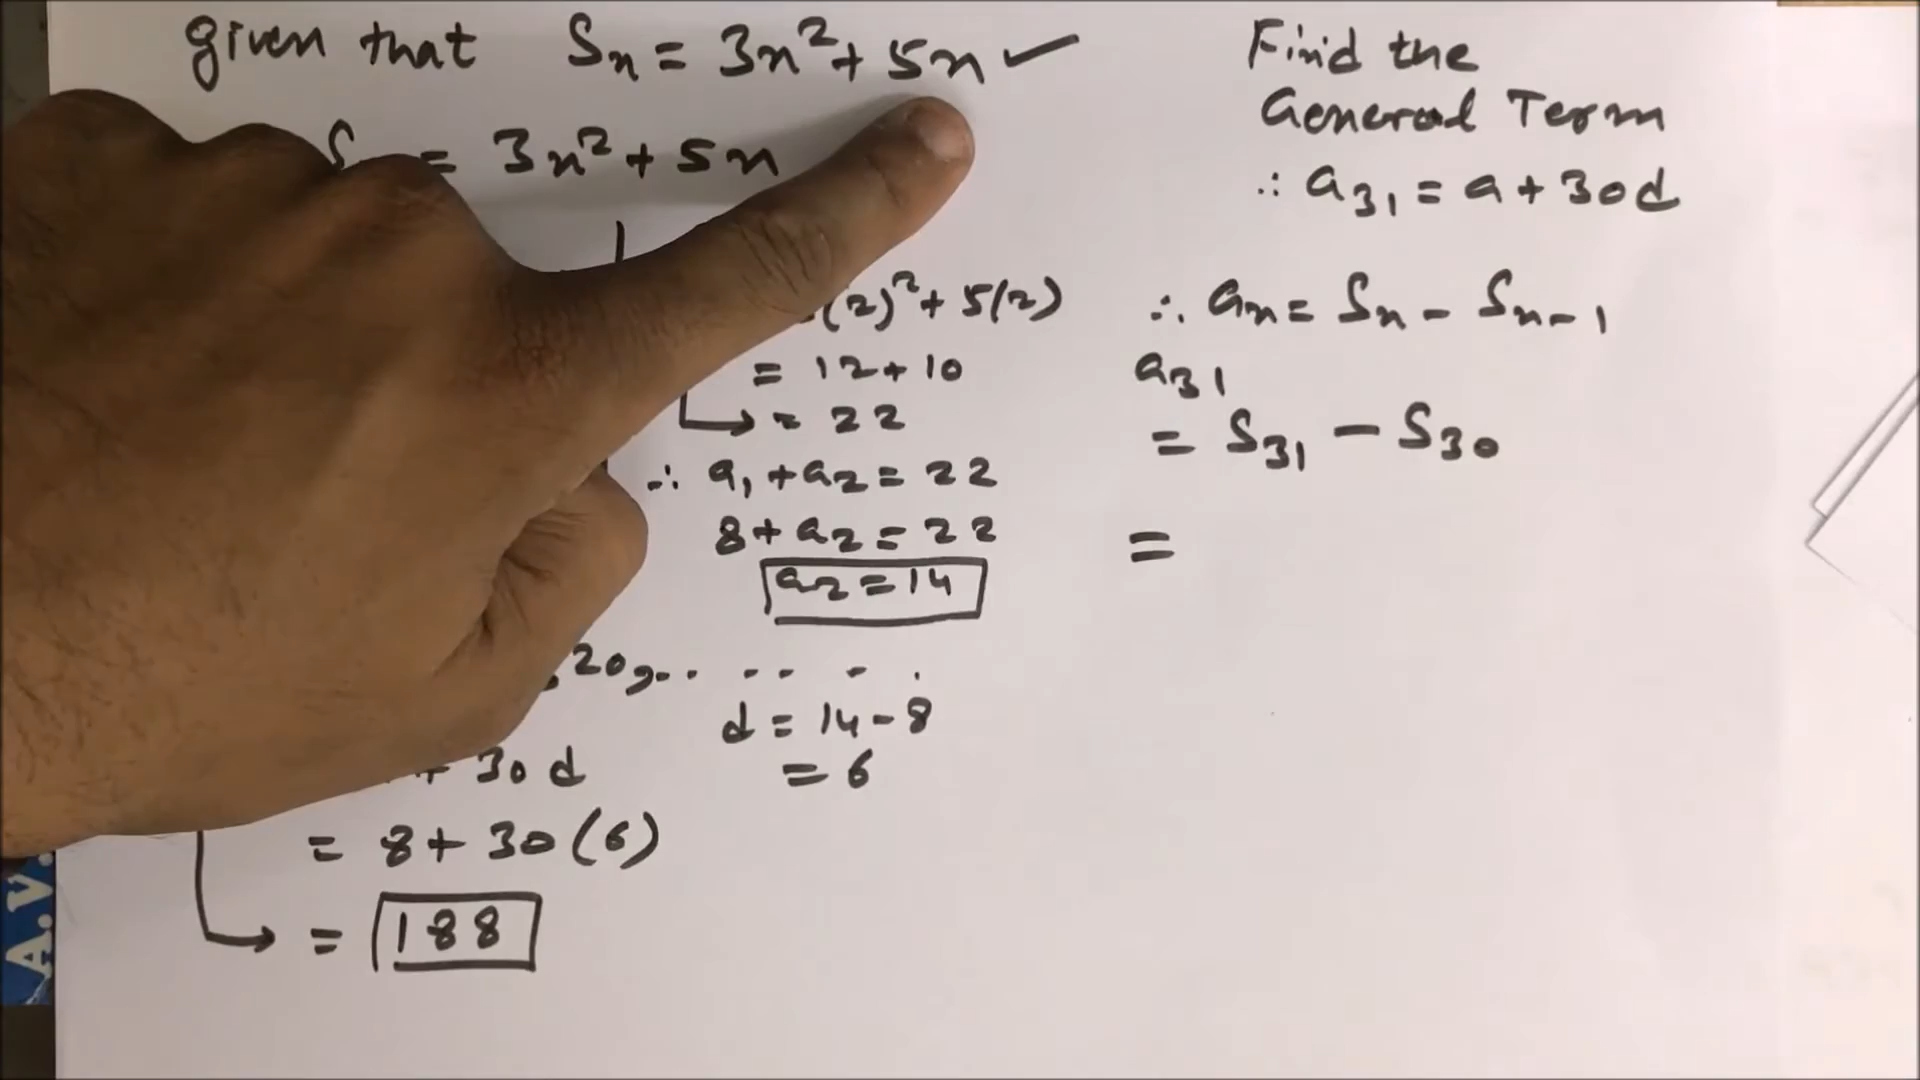 given that Sn = 3n² + 5n ✓
S = 3n² + 5n
(2)² + 5(2)
= 12 + 10
= 22
∴ a₁ + a₂ = 22
8 + a₂ = 22
a₂ = 14
, 20, . . . . . . .
d = 14 - 8
= 6
+ 30d
= 8 + 30(6)
= 188
Find the
General Term
∴ a₃₁ = a + 30d
∴ an = Sn - Sn-1
a₃₁
= S₃₁ - S₃₀
=
A.V.